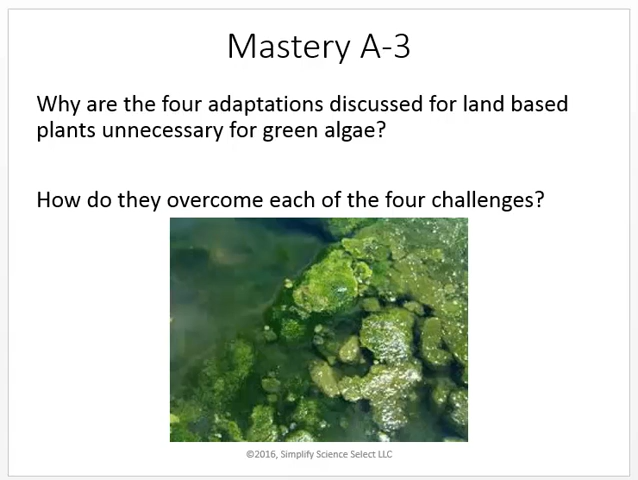 Mastery A-3
Why are the four adaptations discussed for land based
plants unnecessary for green algae?
How do they overcome each of the four challenges?
©2016, Simplify Science Select LLC